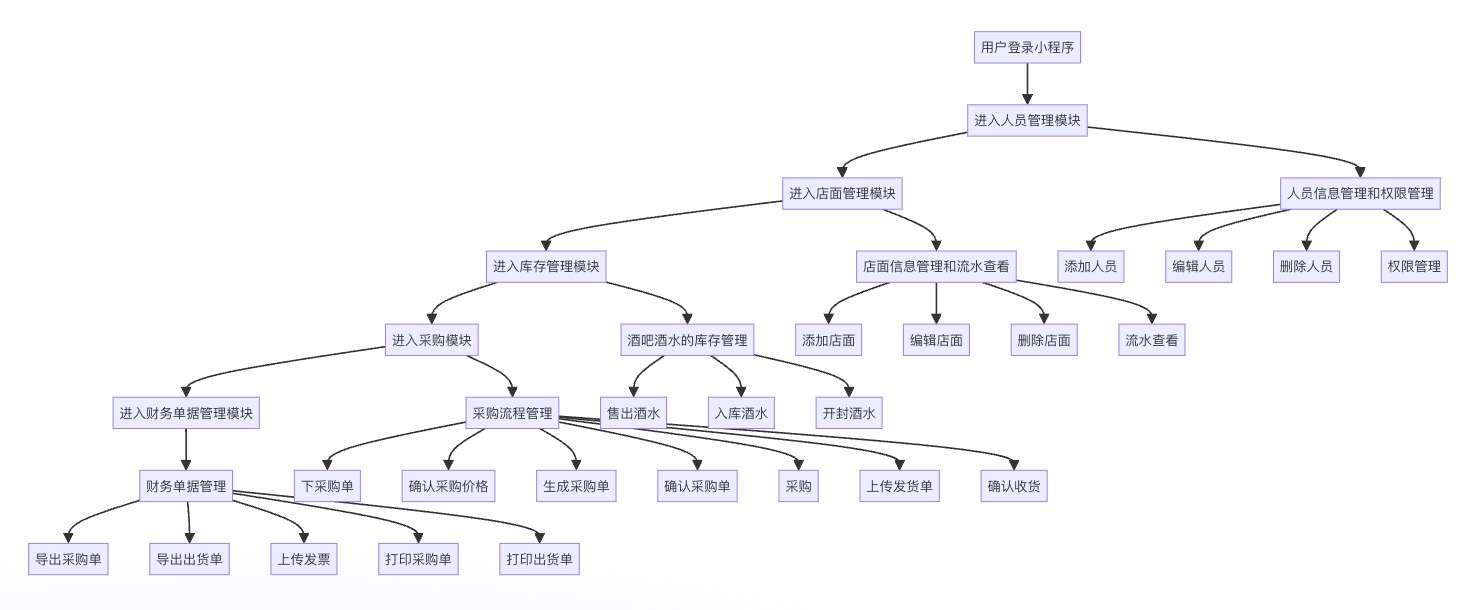 用户登录小程序
进入人员管理模块
进入店面管理模块
人员信息管理和权限管理
进入库存管理模块
店面信息管理和流水查看
添加人员
编辑人员
删除人员
权限管理
进入采购模块
酒吧酒水的库存管理
添加店面
编辑店面
删除店面
流水查看
进入财务单据管理模块
采购流程管理
售出酒水
入库酒水
开封酒水
财务单据管理
下采购单
确认采购价格
生成采购单
确认采购单
采购
上传发货单
确认收货
导出采购单
导出出货单
上传发票
打印采购单
打印出货单